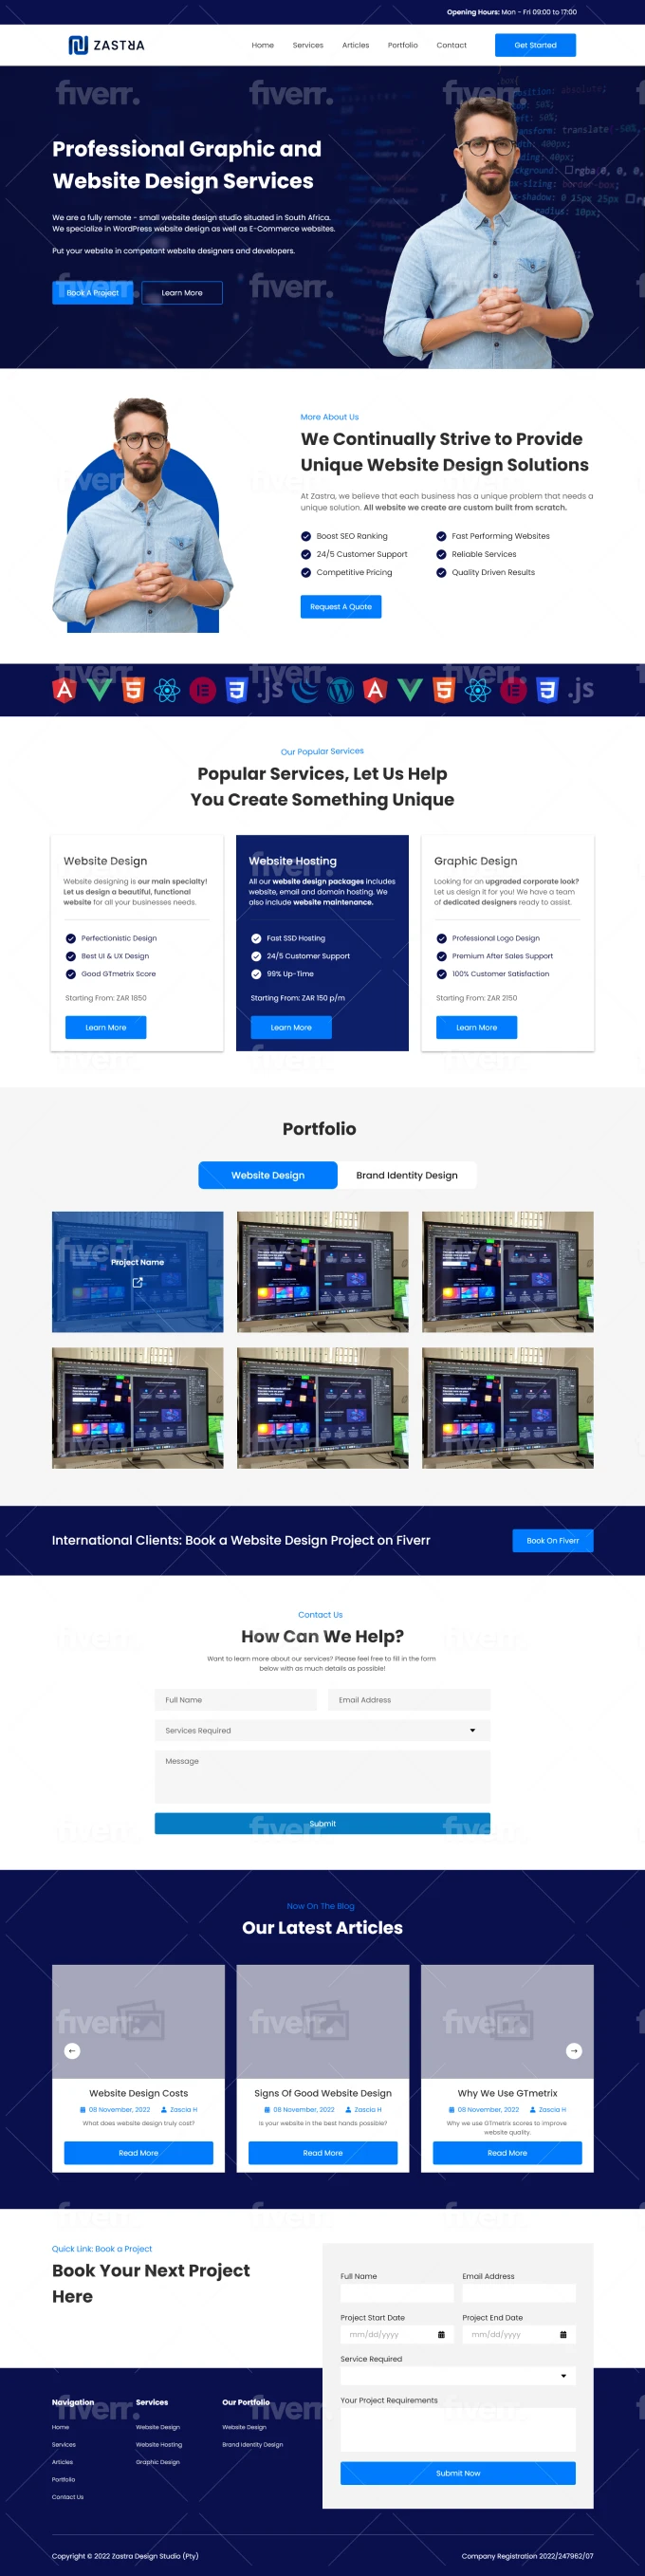 Opening Hours: Mon - Fri 09:00 to 17:00
ZASTRA
Home Services Articles Portfolio Contact Get Started
fiverr. fiverr. fiverr.
Professional Graphic and
Website Design Services
We are a fully remote - small website design studio situated in South Africa.
We specialize in WordPress website design as well as E-Commerce websites.
Put your website in competant website designers and developers.
Book A Project Learn More
More About Us
We Continually Strive to Provide
Unique Website Design Solutions
At Zastra, we believe that each business has a unique problem that needs a
unique solution. All website we create are custom built from scratch.
Boost SEO Ranking Fast Performing Websites
24/5 Customer Support Reliable Services
Competitive Pricing Quality Driven Results
Request A Quote
Our Popular Services
Popular Services, Let Us Help
You Create Something Unique
Website Design
Website designing is our main specialty!
Let us design a beautiful, functional
website for all your businesses needs.
Perfectionistic Design
Best UI & UX Design
Good GTmetrix Score
Starting From: ZAR 1850
Learn More
Website Hosting
All our website design packages includes
website, email and domain hosting. We
also include website maintenance.
Fast SSD Hosting
24/5 Customer Support
99% Up-Time
Starting From: ZAR 150 p/m
Learn More
Graphic Design
Looking for an upgraded corporate look?
Let us design it for you! We have a team
of dedicated designers ready to assist.
Professional Logo Design
Premium After Sales Support
100% Customer Satisfaction
Starting From: ZAR 2150
Learn More
Portfolio
Website Design Brand Identity Design
Project Name
International Clients: Book a Website Design Project on Fiverr
Book On Fiverr
Contact Us
How Can We Help?
Want to learn more about our services? Please feel free to fill in the form
below with as much details as possible!
Full Name Email Address
Services Required
Message
Submit
Now On The Blog
Our Latest Articles
Website Design Costs
08 November, 2022 Zascia H
What does website design truly cost?
Read More
Signs Of Good Website Design
08 November, 2022 Zascia H
Is your website in the best hands possible?
Read More
Why We Use GTmetrix
08 November, 2022 Zascia H
Why we use GTmetrix scores to improve
website quality.
Read More
Quick Link: Book a Project
Book Your Next Project
Here
Full Name Email Address
Project Start Date Project End Date
mm/dd/yyyy mm/dd/yyyy
Service Required
Your Project Requirements
Submit Now
Navigation
Home
Services
Articles
Portfolio
Contact Us
Services
Website Design
Website Hosting
Graphic Design
Our Portfolio
Website Design
Brand Identity Design
Copyright © 2022 Zastra Design Studio (Pty)
Company Registration 2022/247962/07